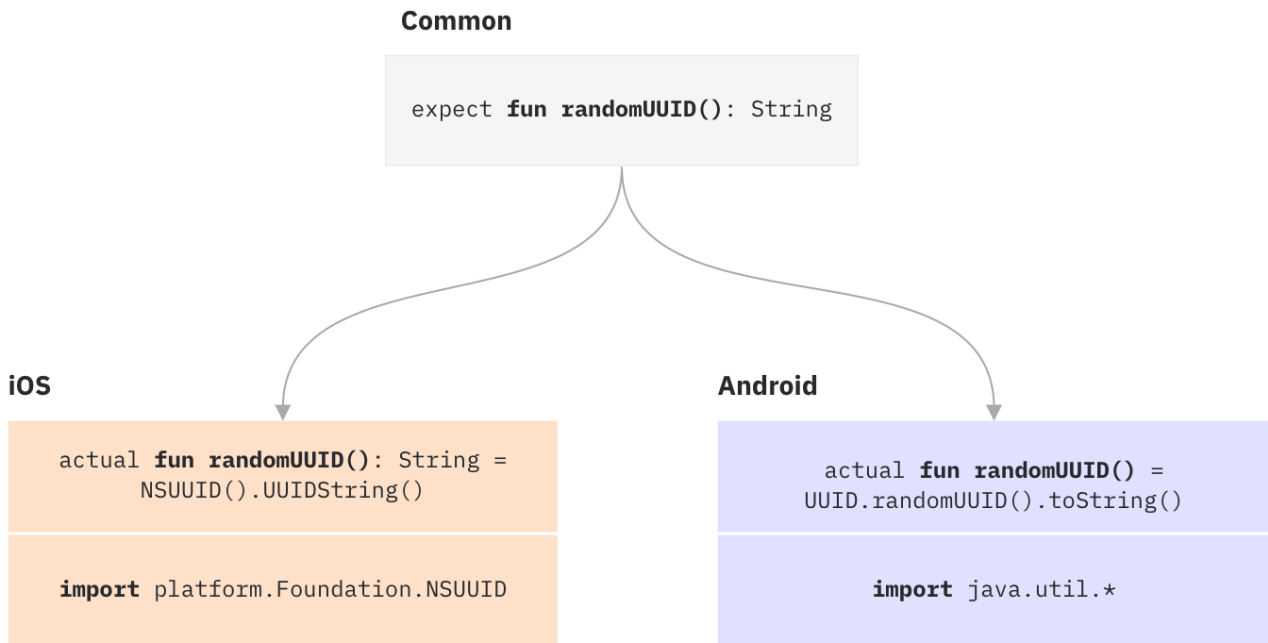 Common
expect fun randomUUID(): String
iOS
actual fun randomUUID(): String =
NSUUID().UUIDString()
import platform.Foundation.NSUUID
Android
actual fun randomUUID() =
UUID.randomUUID().toString()
import java.util.*